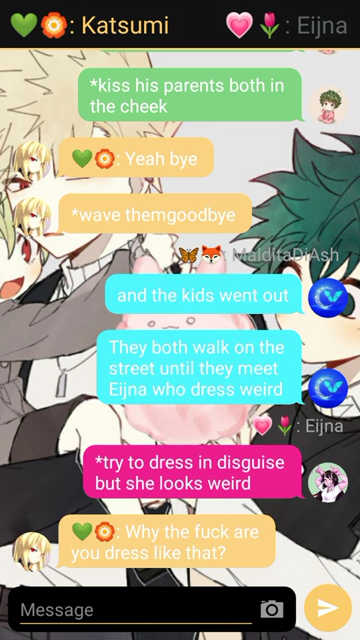 💚🏵️: Katsumi
💗🌷: Eijna
*kiss his parents both in
the cheek
💚🏵️: Yeah bye
*wave themgoodbye
🦋🦊: MalditaDiAsh
and the kids went out
They both walk on the
street until they meet
Eijna who dress weird
💗🌷: Eijna
*try to dress in disguise
but she looks weird
💚🏵️: Why the fuck are
you dress like that?
Message